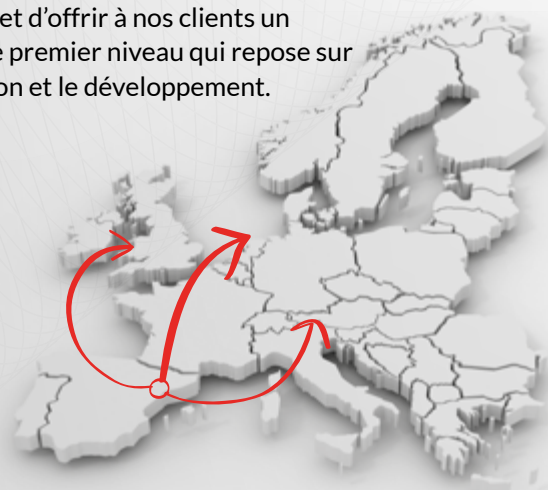 et d’offrir à nos clients un
premier niveau qui repose sur
on et le développement.